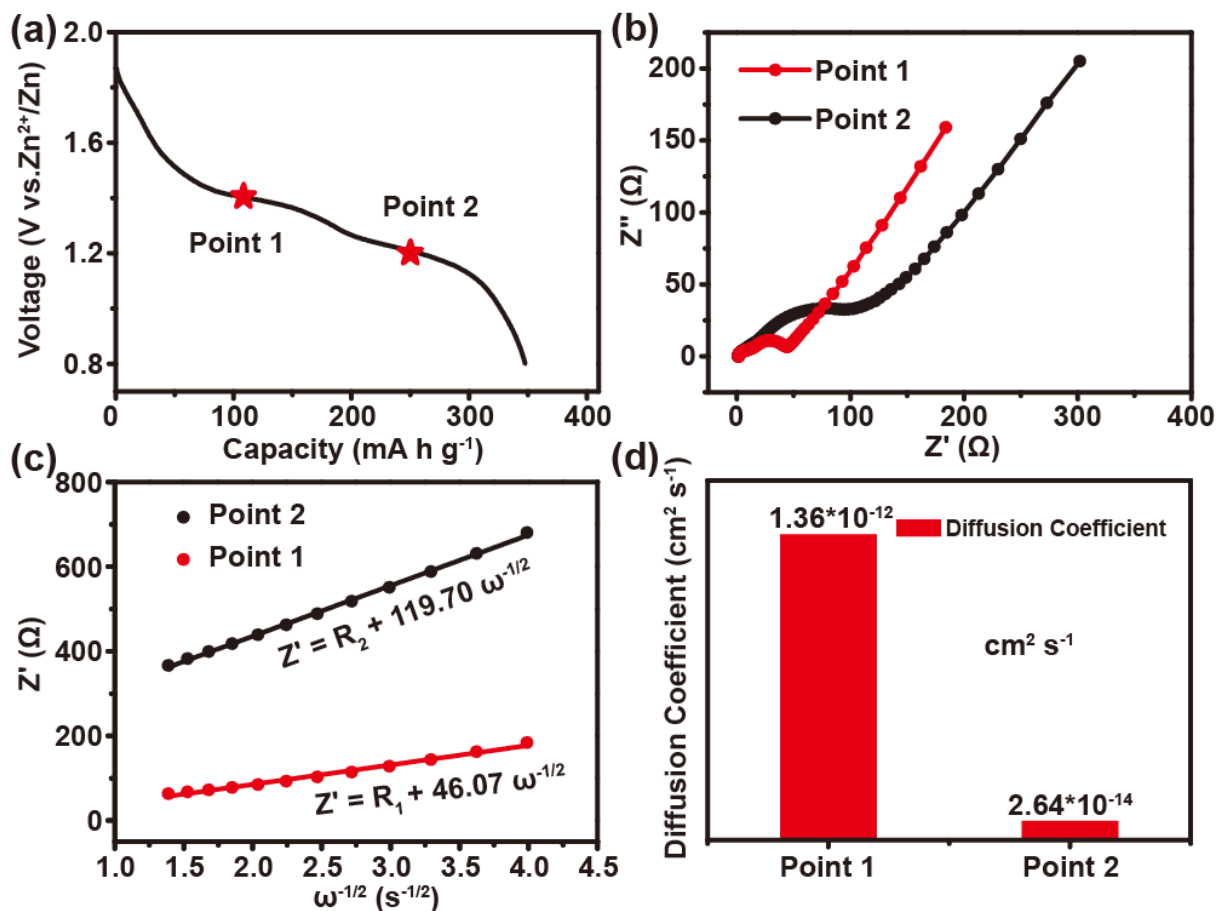 (a)
2.0
1.6
1.2
0.8
Voltage (V vs.Zn²⁺/Zn)
Point 1
Point 2
0 100 200 300 400
Capacity (mA h g⁻¹)
(b)
200
150
100
50
0
Z'' (Ω)
Point 1
Point 2
0 100 200 300 400
Z' (Ω)
(c)
800
600
400
200
0
Z' (Ω)
Point 2
Point 1
Z' = R₂ + 119.70 ω⁻¹/²
Z' = R₁ + 46.07 ω⁻¹/²
1.0 1.5 2.0 2.5 3.0 3.5 4.0 4.5
ω⁻¹/² (s⁻¹/²)
(d)
Diffusion Coefficient (cm² s⁻¹)
1.36*10⁻¹²
Diffusion Coefficient
cm² s⁻¹
2.64*10⁻¹⁴
Point 1 Point 2